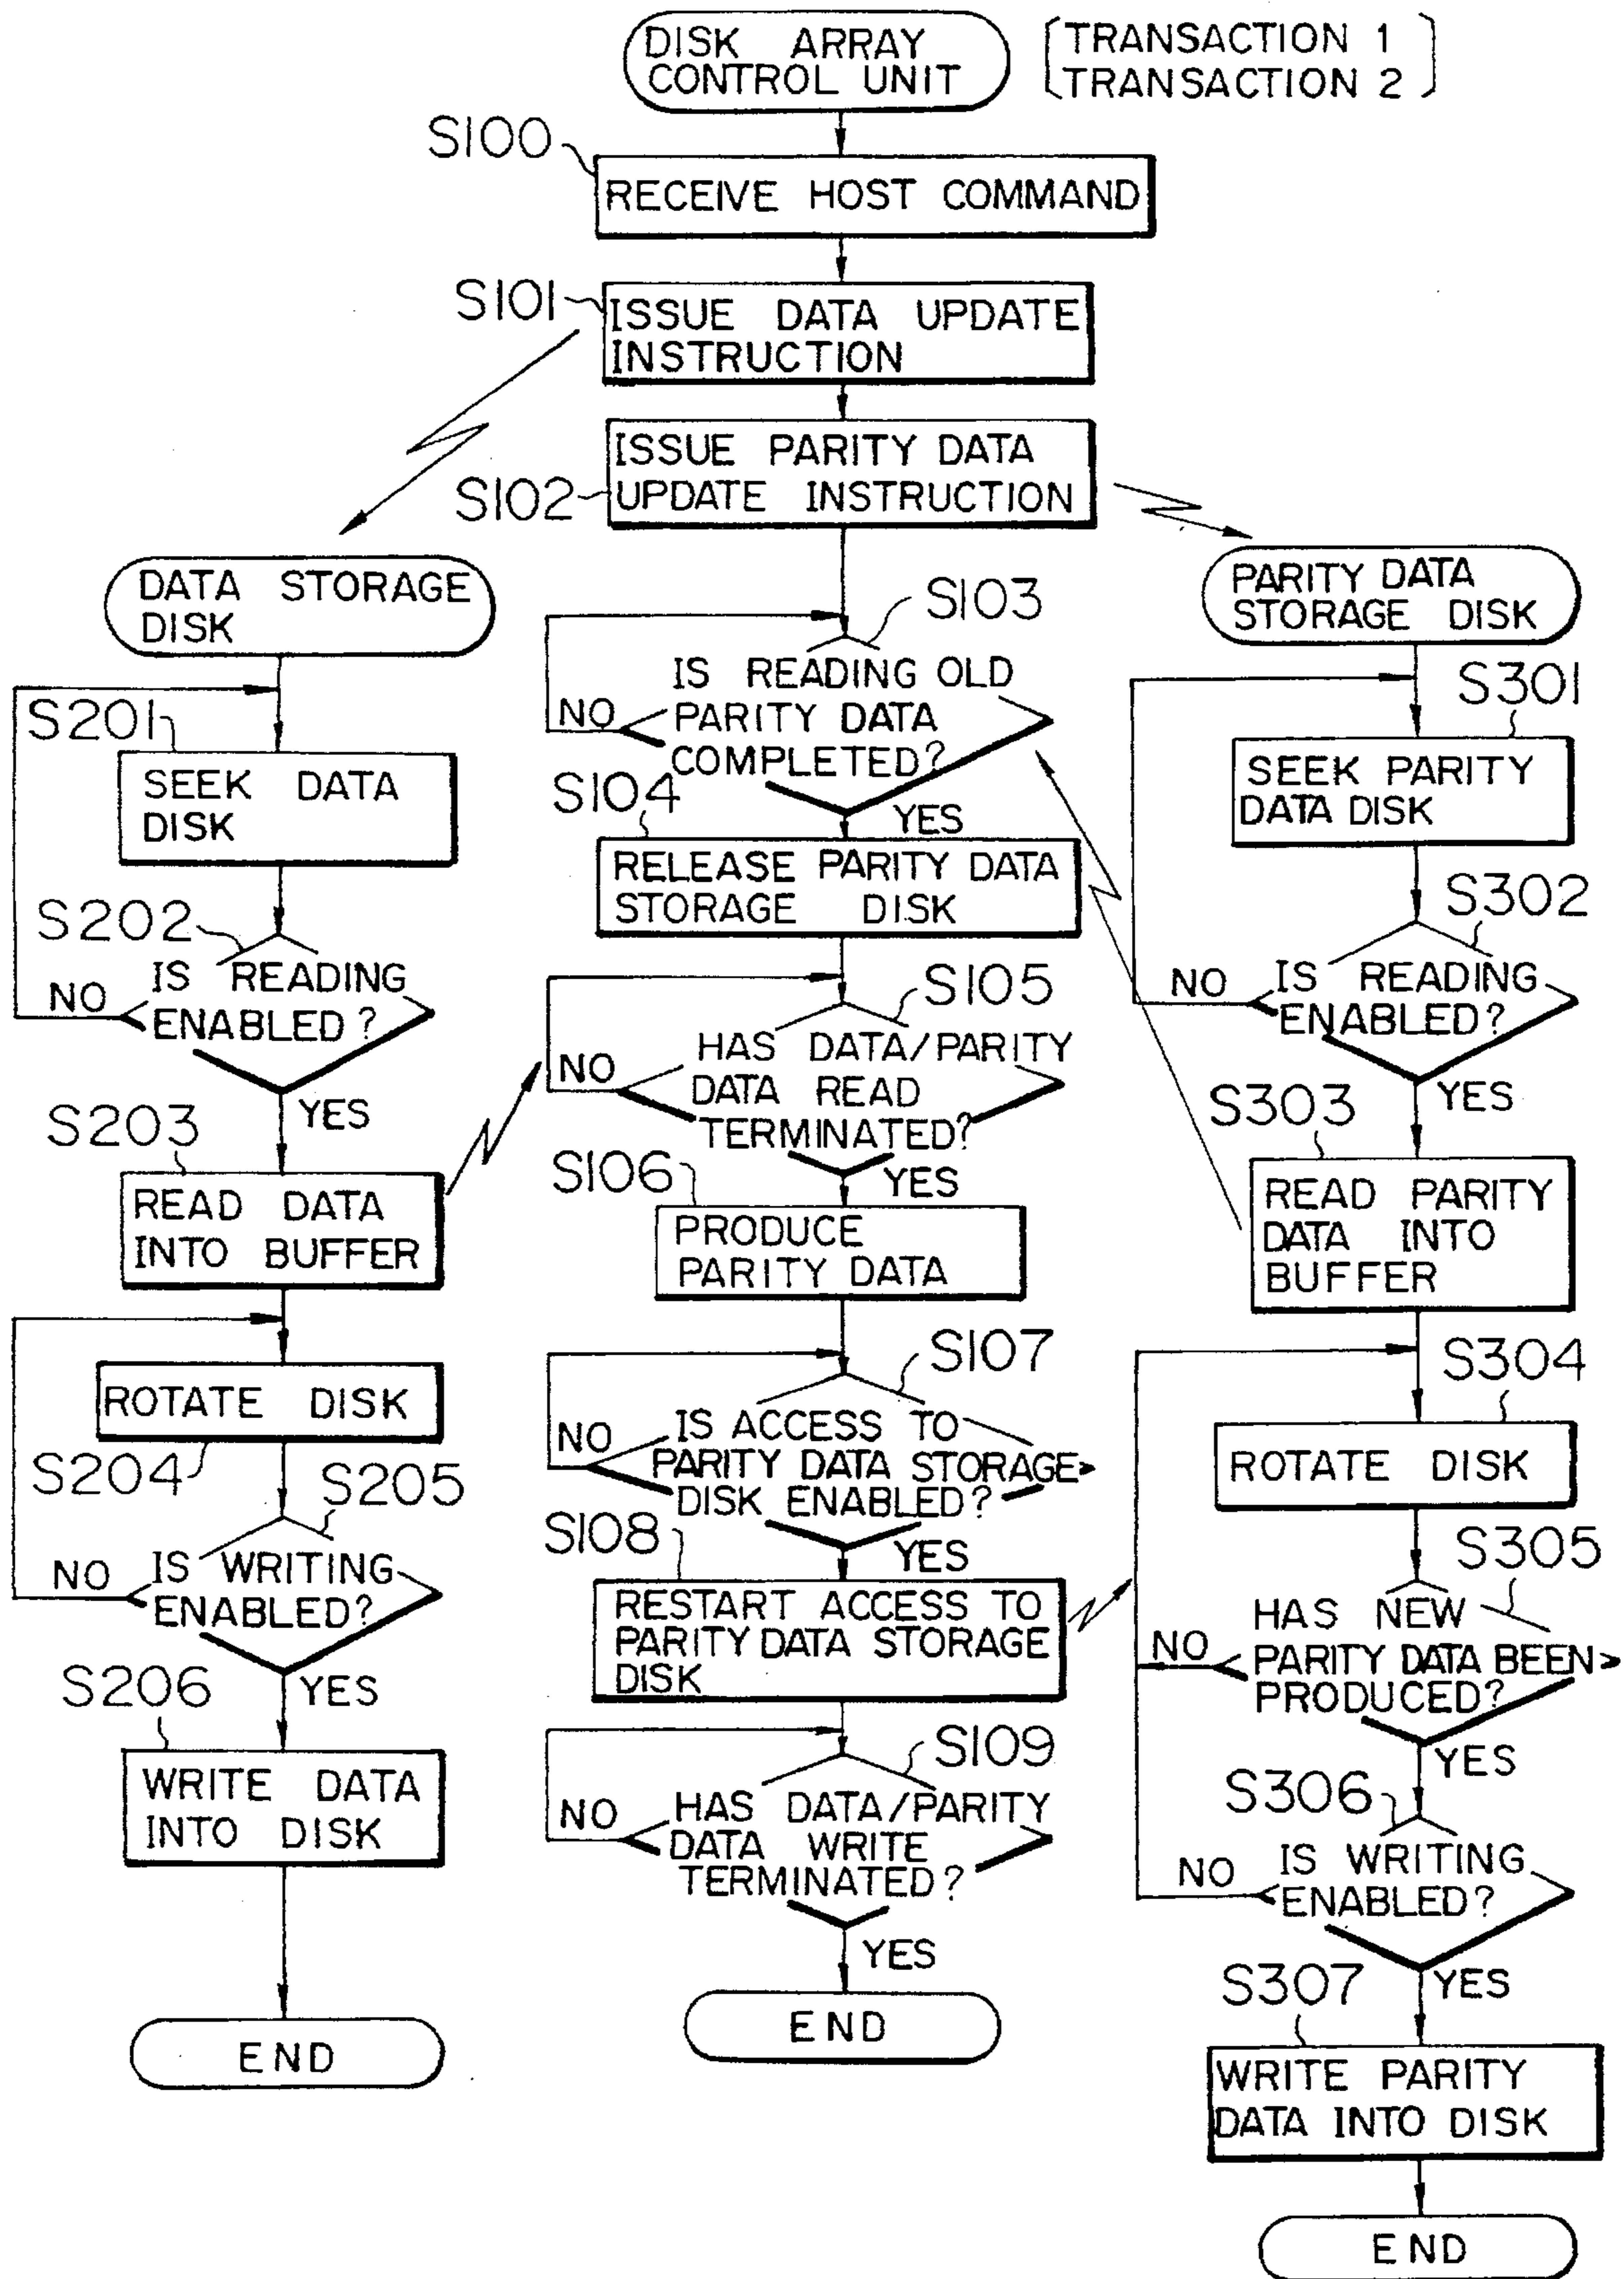 DISK ARRAY
CONTROL UNIT
TRANSACTION 1
TRANSACTION 2
S100
RECEIVE HOST COMMAND
S101
ISSUE DATA UPDATE
INSTRUCTION
S102
ISSUE PARITY DATA
UPDATE INSTRUCTION
S103
IS READING OLD
PARITY DATA
COMPLETED?
NO
YES
S104
RELEASE PARITY DATA
STORAGE DISK
S105
HAS DATA/PARITY
DATA READ
TERMINATED?
NO
YES
S106
PRODUCE
PARITY DATA
S107
IS ACCESS TO
PARITY DATA STORAGE
DISK ENABLED?
NO
YES
S108
RESTART ACCESS TO
PARITY DATA STORAGE
DISK
S109
HAS DATA/PARITY
DATA WRITE
TERMINATED?
NO
YES
END
DATA STORAGE
DISK
S201
SEEK DATA
DISK
S202
IS READING
ENABLED?
NO
YES
S203
READ DATA
INTO BUFFER
ROTATE DISK
S204
S205
IS WRITING
ENABLED?
NO
YES
S206
WRITE DATA
INTO DISK
END
PARITY DATA
STORAGE DISK
S301
SEEK PARITY
DATA DISK
S302
IS READING
ENABLED?
NO
YES
S303
READ PARITY
DATA INTO
BUFFER
S304
ROTATE DISK
S305
HAS NEW
PARITY DATA BEEN
PRODUCED?
NO
YES
S306
IS WRITING
ENABLED?
NO
YES
S307
WRITE PARITY
DATA INTO DISK
END